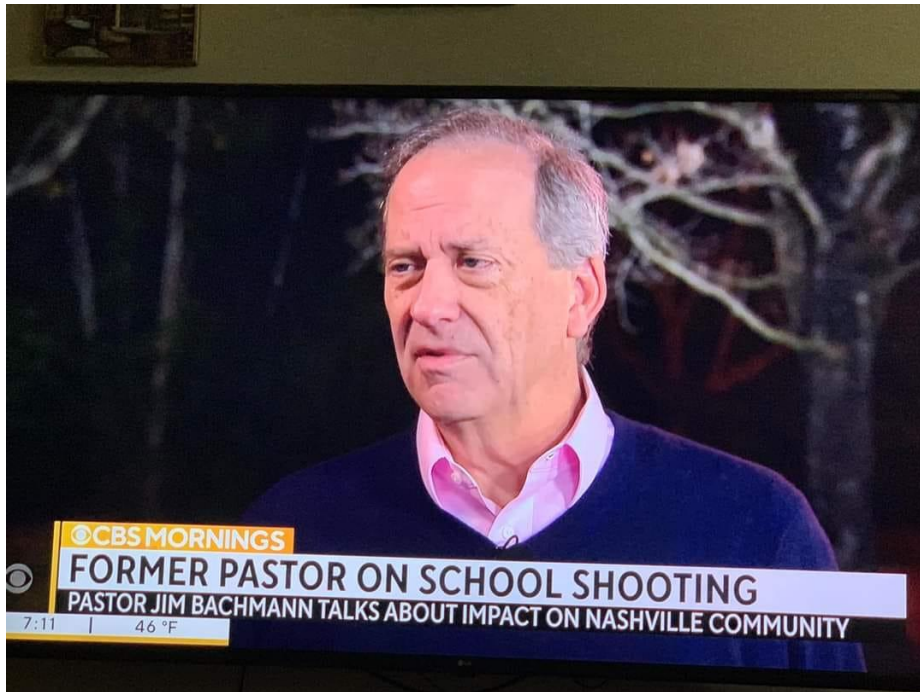 CBS MORNINGS
FORMER PASTOR ON SCHOOL SHOOTING
PASTOR JIM BACHMANN TALKS ABOUT IMPACT ON NASHVILLE COMMUNITY
7:11 | 46 °F
LG